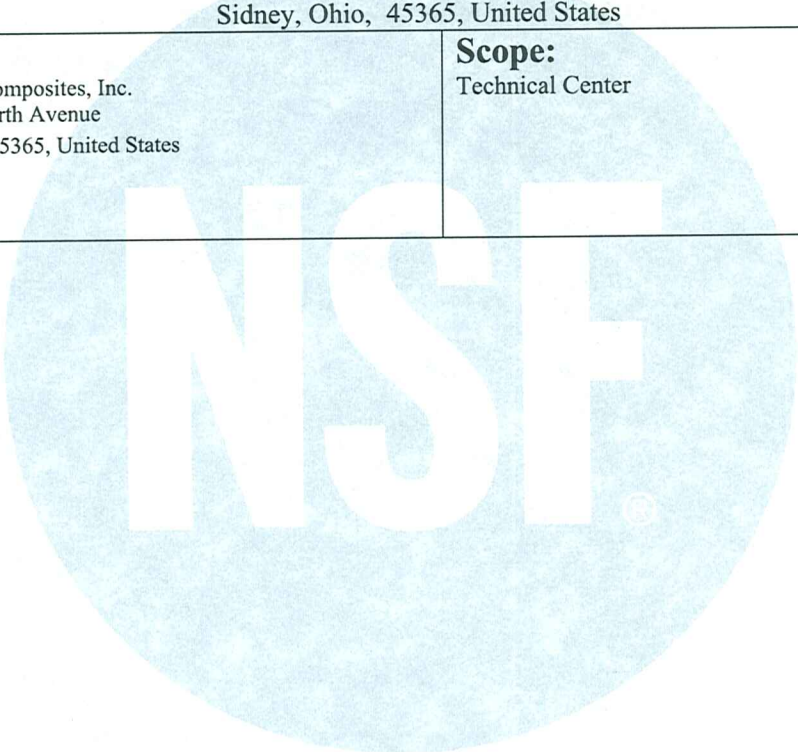 Sidney, Ohio, 45365, United States
omposites, Inc.
rth Avenue
5365, United States
Scope:
Technical Center
NSF®